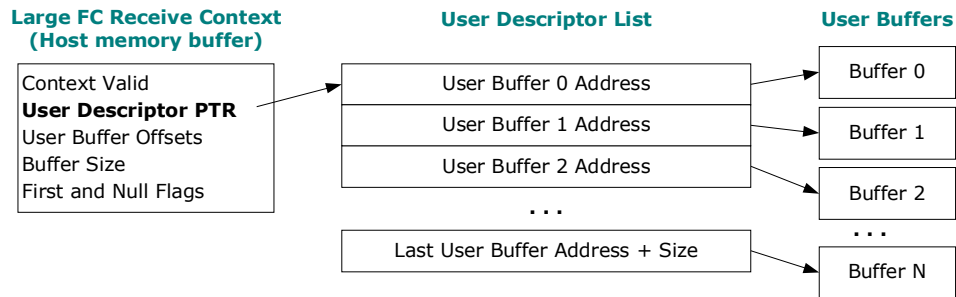 Large FC Receive Context
(Host memory buffer)
Context Valid
User Descriptor PTR
User Buffer Offsets
Buffer Size
First and Null Flags
User Descriptor List
User Buffer 0 Address
User Buffer 1 Address
User Buffer 2 Address
. . .
Last User Buffer Address + Size
User Buffers
Buffer 0
Buffer 1
Buffer 2
. . .
Buffer N